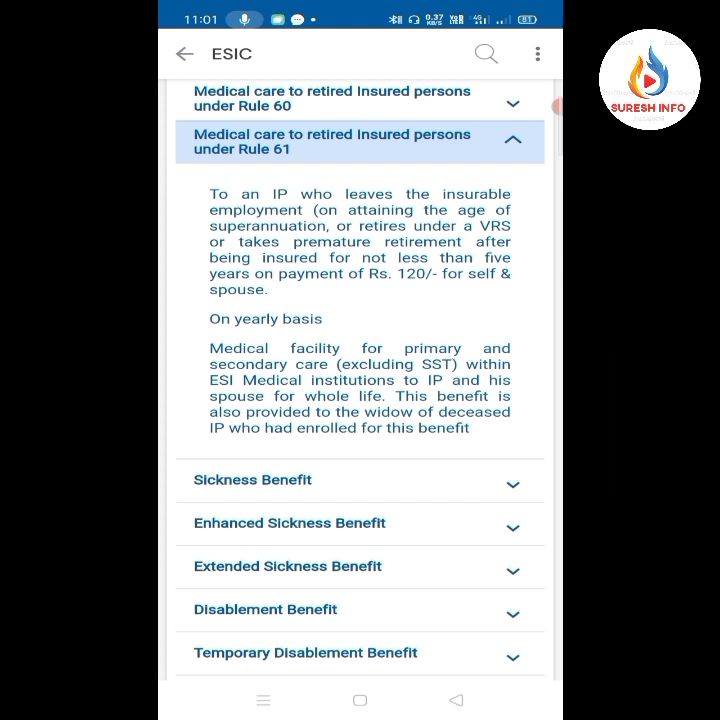 11:01
0.37
KB/S
4G
81
ESIC
SURESH INFO
Medical care to retired Insured persons
under Rule 60
Medical care to retired Insured persons
under Rule 61
To an IP who leaves the insurable
employment (on attaining the age of
superannuation, or retires under a VRS
or takes premature retirement after
being insured for not less than five
years on payment of Rs. 120/- for self &
spouse.
On yearly basis
Medical facility for primary and
secondary care (excluding SST) within
ESI Medical institutions to IP and his
spouse for whole life. This benefit is
also provided to the widow of deceased
IP who had enrolled for this benefit
Sickness Benefit
Enhanced Sickness Benefit
Extended Sickness Benefit
Disablement Benefit
Temporary Disablement Benefit